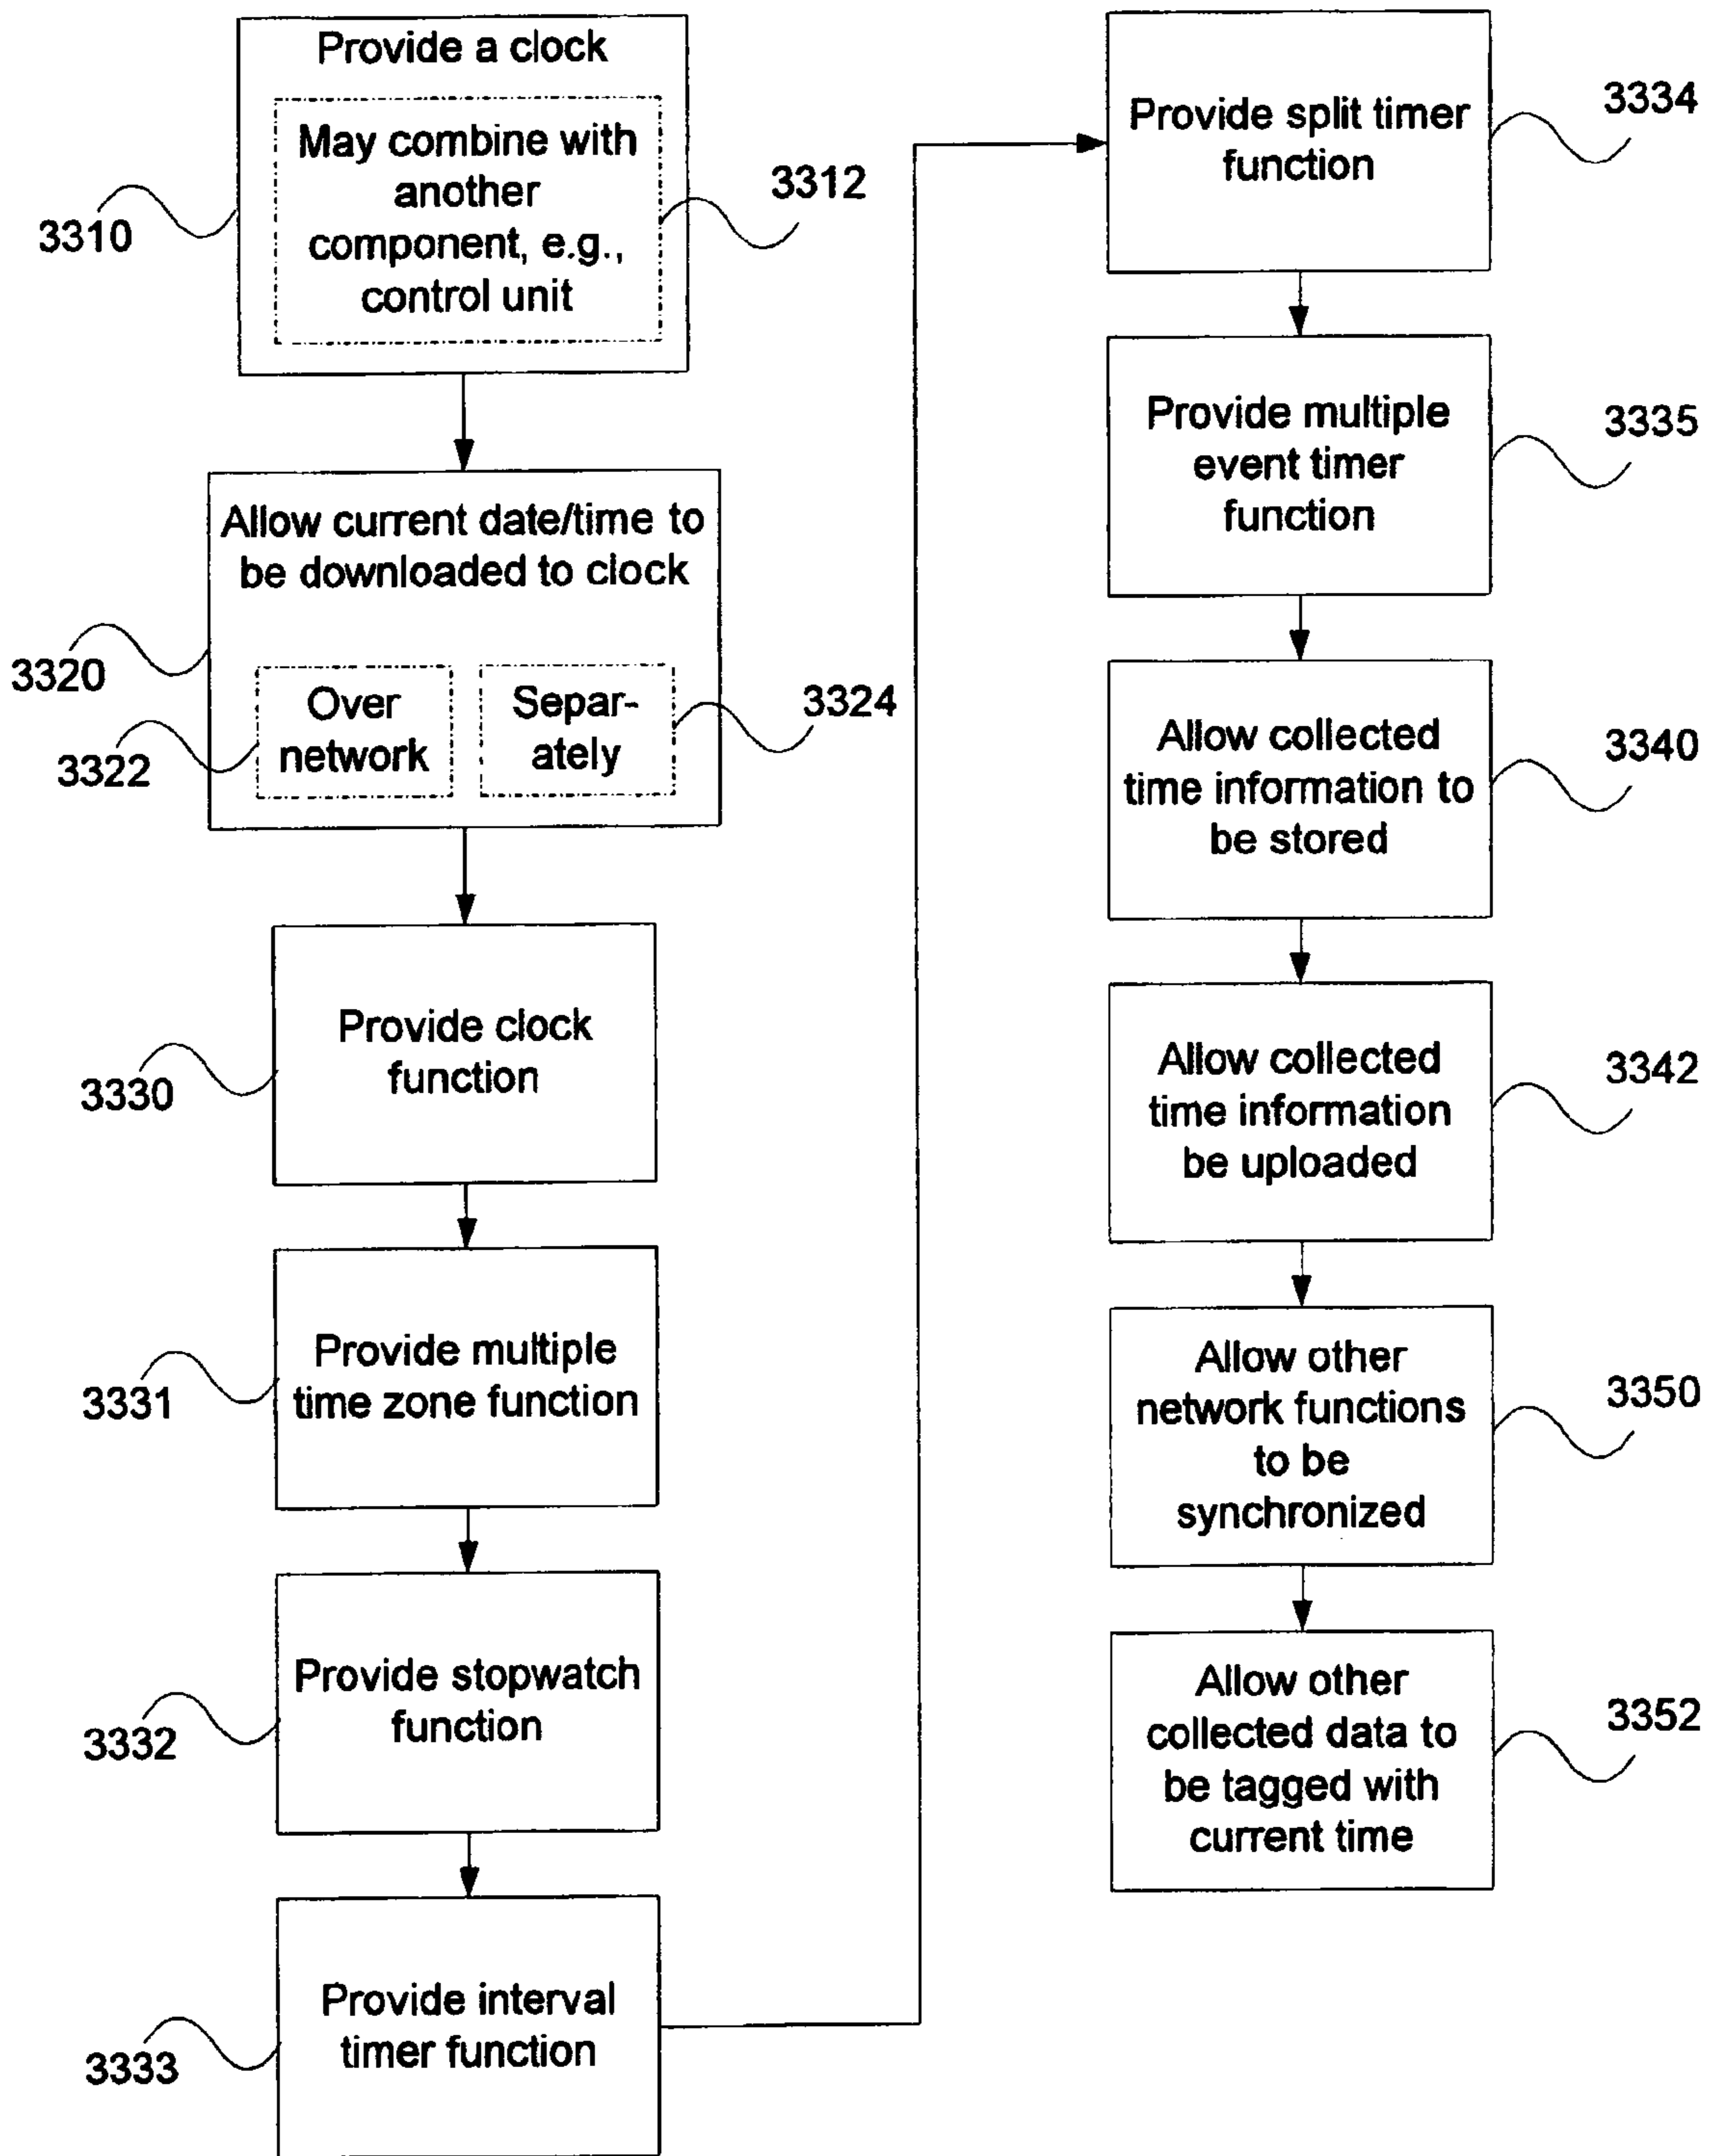 Provide a clock
May combine with
another
component, e.g.,
control unit
3310
3312
Allow current date/time to
be downloaded to clock
3320
Over
network
3322
Separ-
ately
3324
Provide clock
function
3330
Provide multiple
time zone function
3331
Provide stopwatch
function
3332
Provide interval
timer function
3333
Provide split timer
function
3334
Provide multiple
event timer
function
3335
Allow collected
time information to
be stored
3340
Allow collected
time information
be uploaded
3342
Allow other
network functions
to be
synchronized
3350
Allow other
collected data to
be tagged with
current time
3352